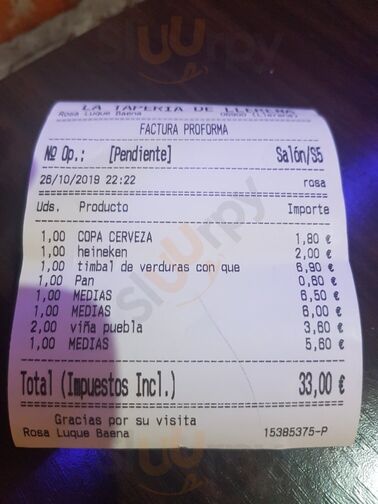 LA TAPERIA DE LLERENA
Rosa Luque Baena 06900 (Llerena)
FACTURA PROFORMA
Nº Op.: [Pendiente] Salón/S5
26/10/2019 22:22 rosa
Uds. Producto Importe
1,00 COPA CERVEZA 1,80 €
1,00 heineken 2,00 €
1,00 timbal de verduras con que 6,90 €
1,00 Pan 0,60 €
1,00 MEDIAS 6,50 €
1,00 MEDIAS 6,00 €
2,00 viña puebla 3,60 €
1,00 MEDIAS 5,60 €
Total (Impuestos Incl.) 33,00 €
Gracias por su visita
Rosa Luque Baena 15385375-P
sluurpy